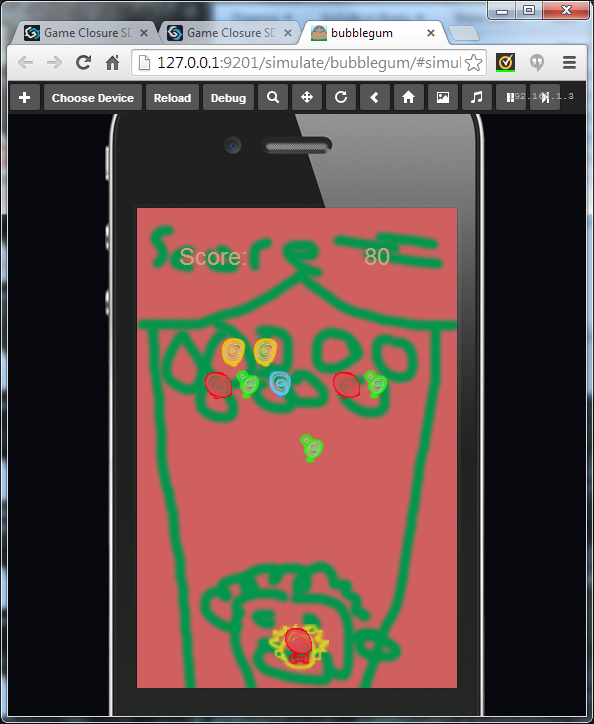 Game Closure SD
Game Closure SD
bubblegum
127.0.0.1:9201/simulate/bubblegum/#simul
Choose Device
Reload
Debug
Score
Score:
80